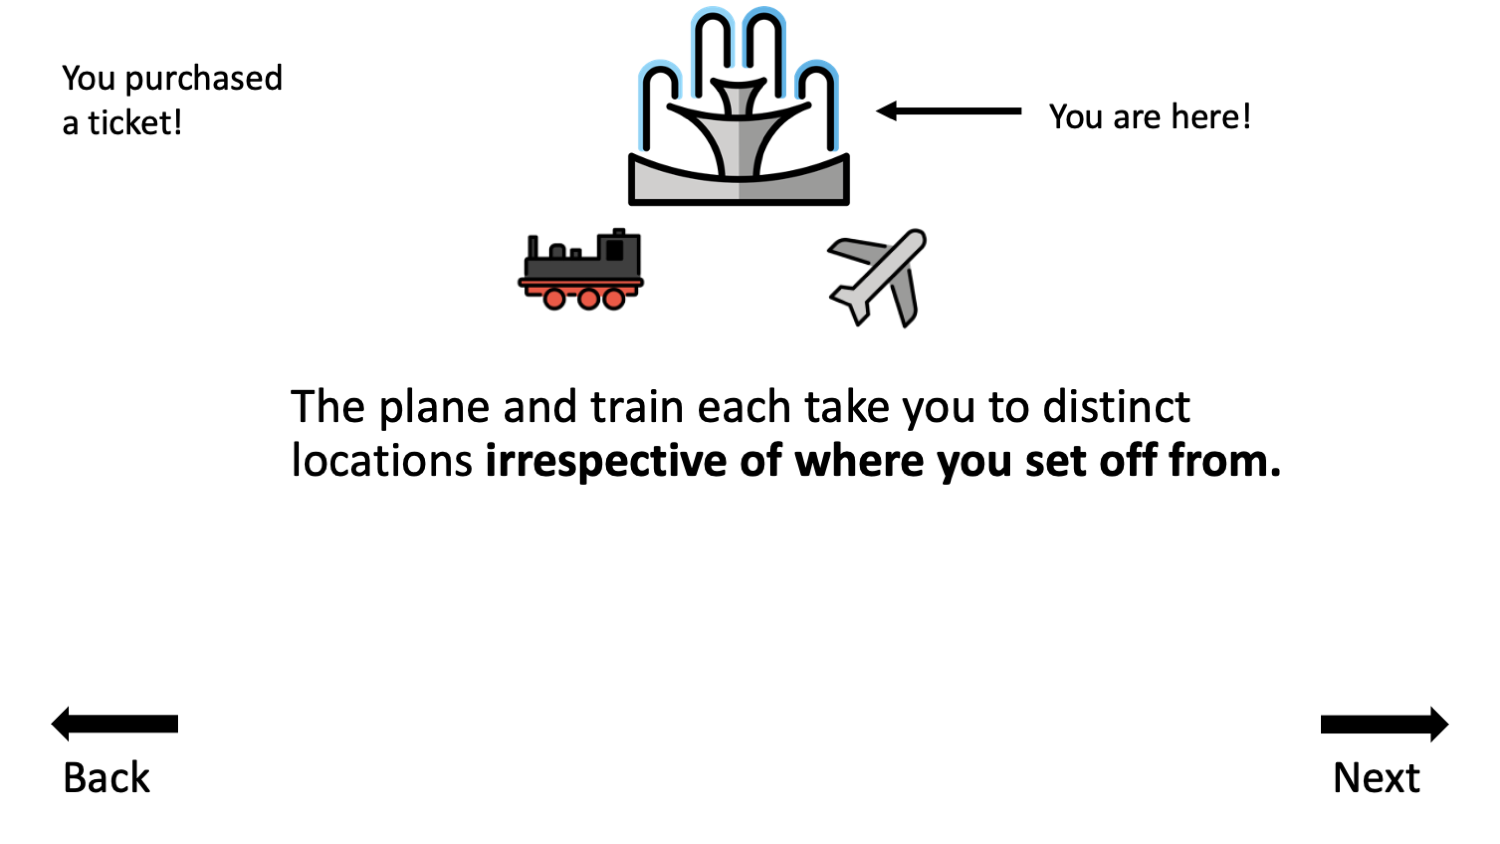 You purchased
a ticket!
You are here!
The plane and train each take you to distinct
locations irrespective of where you set off from.
Back
Next